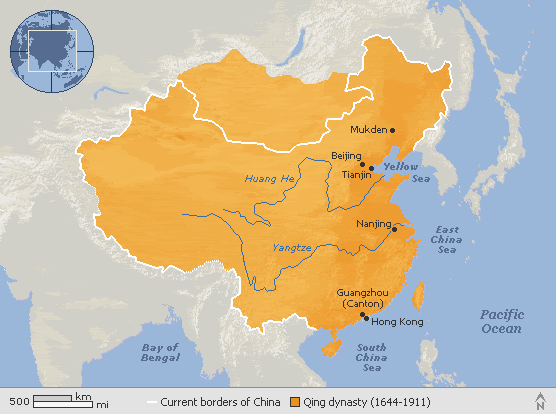 Mukden
Beijing
Tianjin
Yellow
Sea
Huang He
Nanjing
East
China
Sea
Yangtze
Guangzhou
(Canton)
Hong Kong
Pacific
Ocean
Bay of
Bengal
South
China
Sea
500 km
mi
Current borders of China
Qing dynasty (1644-1911)
N